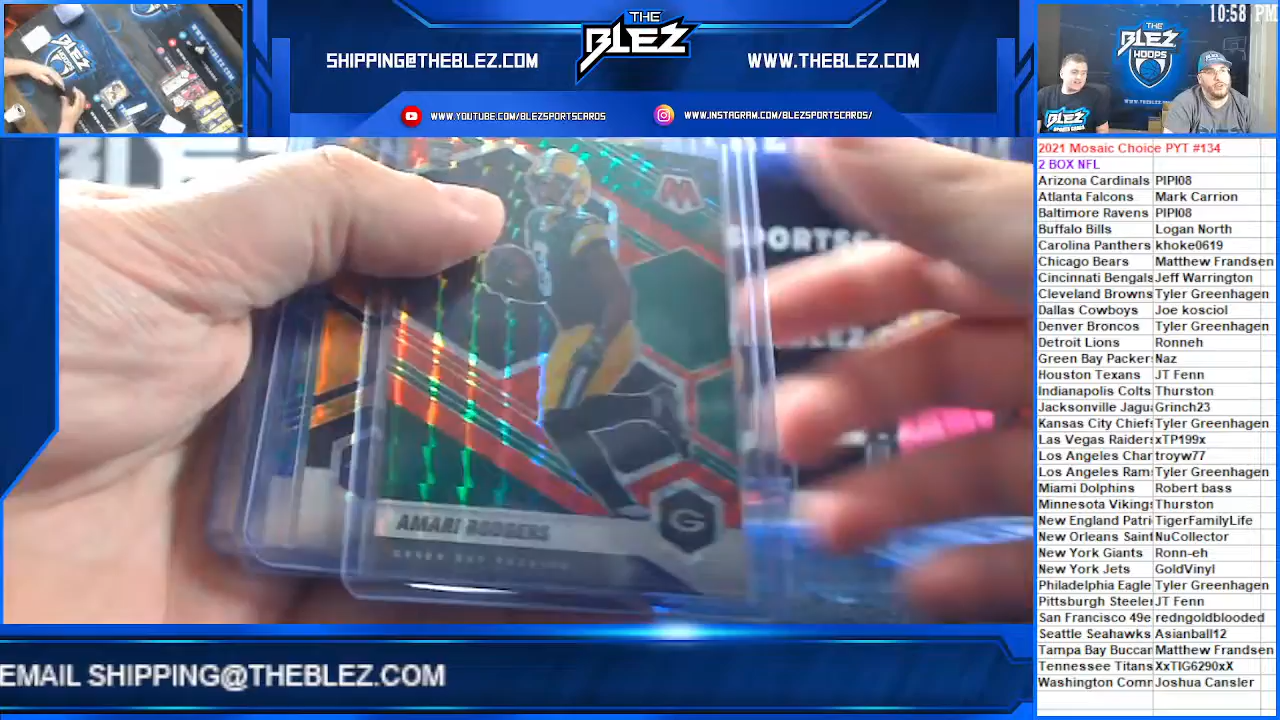 10:58 PM
THE
BLEZ
HOOPS
BLEZ
SHIPPING@THEBLEZ.COM
THE
BLEZ
WWW.THEBLEZ.COM
WWW.YOUTUBE.COM/BLEZSPORTSCARDS
WWW.INSTAGRAM.COM/BLEZSPORTSCARDS/
M
AMARI RODGERS
GREEN BAY PACKERS
G
EMAIL SHIPPING@THEBLEZ.COM
2021 Mosaic Choice PYT #134
2 BOX NFL
Arizona Cardinals PIPI08
Atlanta Falcons Mark Carrion
Baltimore Ravens PIPI08
Buffalo Bills Logan North
Carolina Panthers khoke0619
Chicago Bears Matthew Frandsen
Cincinnati Bengals Jeff Warrington
Cleveland Browns Tyler Greenhagen
Dallas Cowboys Joe kosciol
Denver Broncos Tyler Greenhagen
Detroit Lions Ronneh
Green Bay Packer Naz
Houston Texans JT Fenn
Indianapolis Colts Thurston
Jacksonville Jagu Grinch23
Kansas City Chief Tyler Greenhagen
Las Vegas Raider xTP199x
Los Angeles Char troyw77
Los Angeles Ram Tyler Greenhagen
Miami Dolphins Robert bass
Minnesota Viking Thurston
New England Patri TigerFamilyLife
New Orleans Saint NuCollector
New York Giants Ronn-eh
New York Jets GoldVinyl
Philadelphia Eagle Tyler Greenhagen
Pittsburgh Steeler JT Fenn
San Francisco 49e redngoldblooded
Seattle Seahawks Asianball12
Tampa Bay Buccar Matthew Frandsen
Tennessee Titans XxTIG6290xX
Washington Comm Joshua Cansler